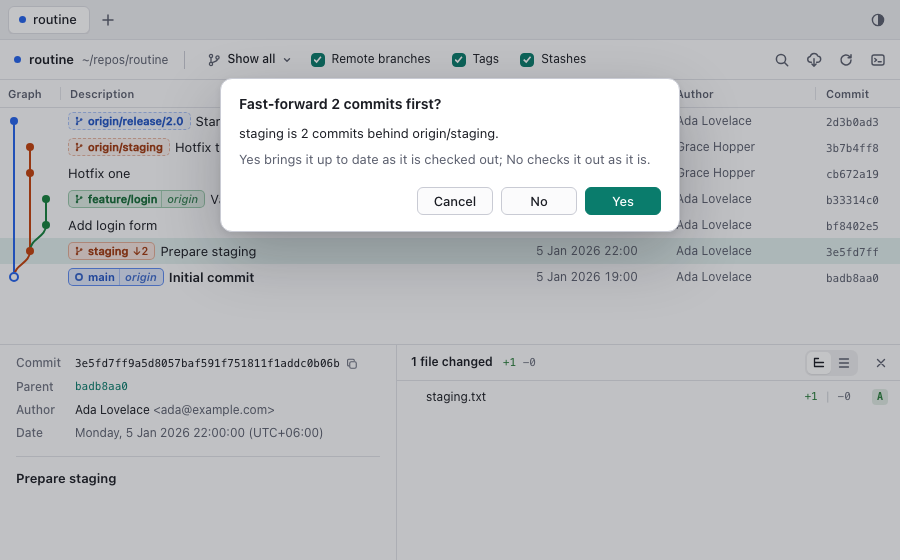 routine
routine ~/repos/routine Show all Remote branches Tags Stashes
Graph Description Author Commit
origin/release/2.0 Ada Lovelace 2d3b0ad3
origin/staging Hotfix Grace Hopper 3b7b4ff8
Hotfix one Grace Hopper cb672a19
feature/login origin Ada Lovelace b33314c0
Add login form Ada Lovelace bf8402e5
staging ↓2 Prepare staging 5 Jan 2026 22:00 Ada Lovelace 3e5fd7ff
main origin Initial commit 5 Jan 2026 19:00 Ada Lovelace badb8aa0
Fast-forward 2 commits first?
staging is 2 commits behind origin/staging.
Yes brings it up to date as it is checked out; No checks it out as it is.
Cancel No Yes
Commit 3e5fd7ff9a5d8057baf591f751811f1addc0b06b
Parent badb8aa0
Author Ada Lovelace <ada@example.com>
Date Monday, 5 Jan 2026 22:00:00 (UTC+06:00)
Prepare staging
1 file changed +1 −0
staging.txt +1 | −0 A